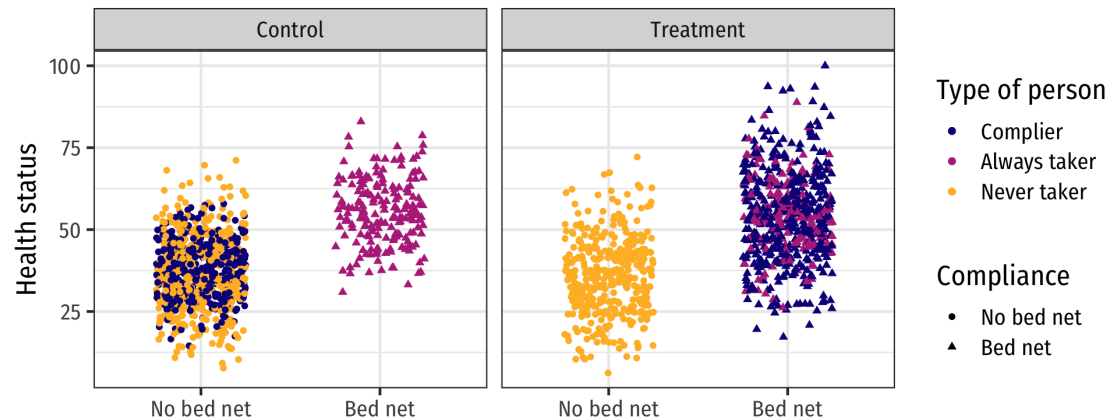 Control
Treatment
Health status
100
75
50
25
No bed net
Bed net
No bed net
Bed net
Type of person
Complier
Always taker
Never taker
Compliance
No bed net
Bed net